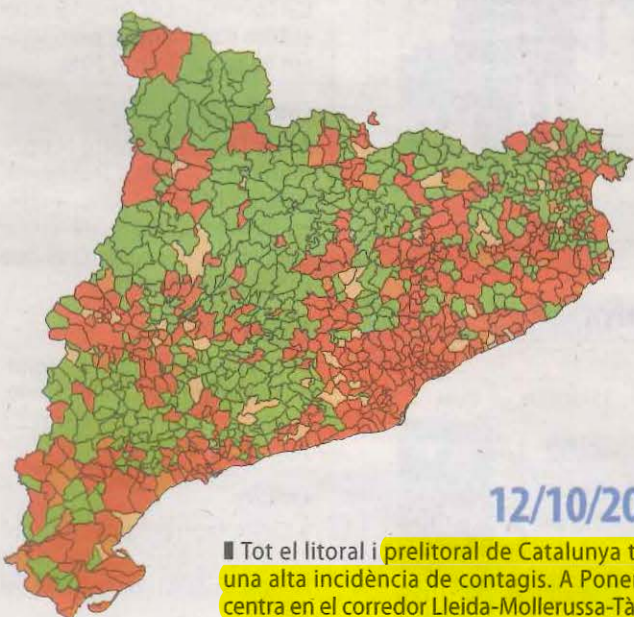 12/10/20
Tot el litoral i prelitoral de Catalunya t
una alta incidència de contagis. A Poner
centra en el corredor Lleida-Mollerussa-Tà